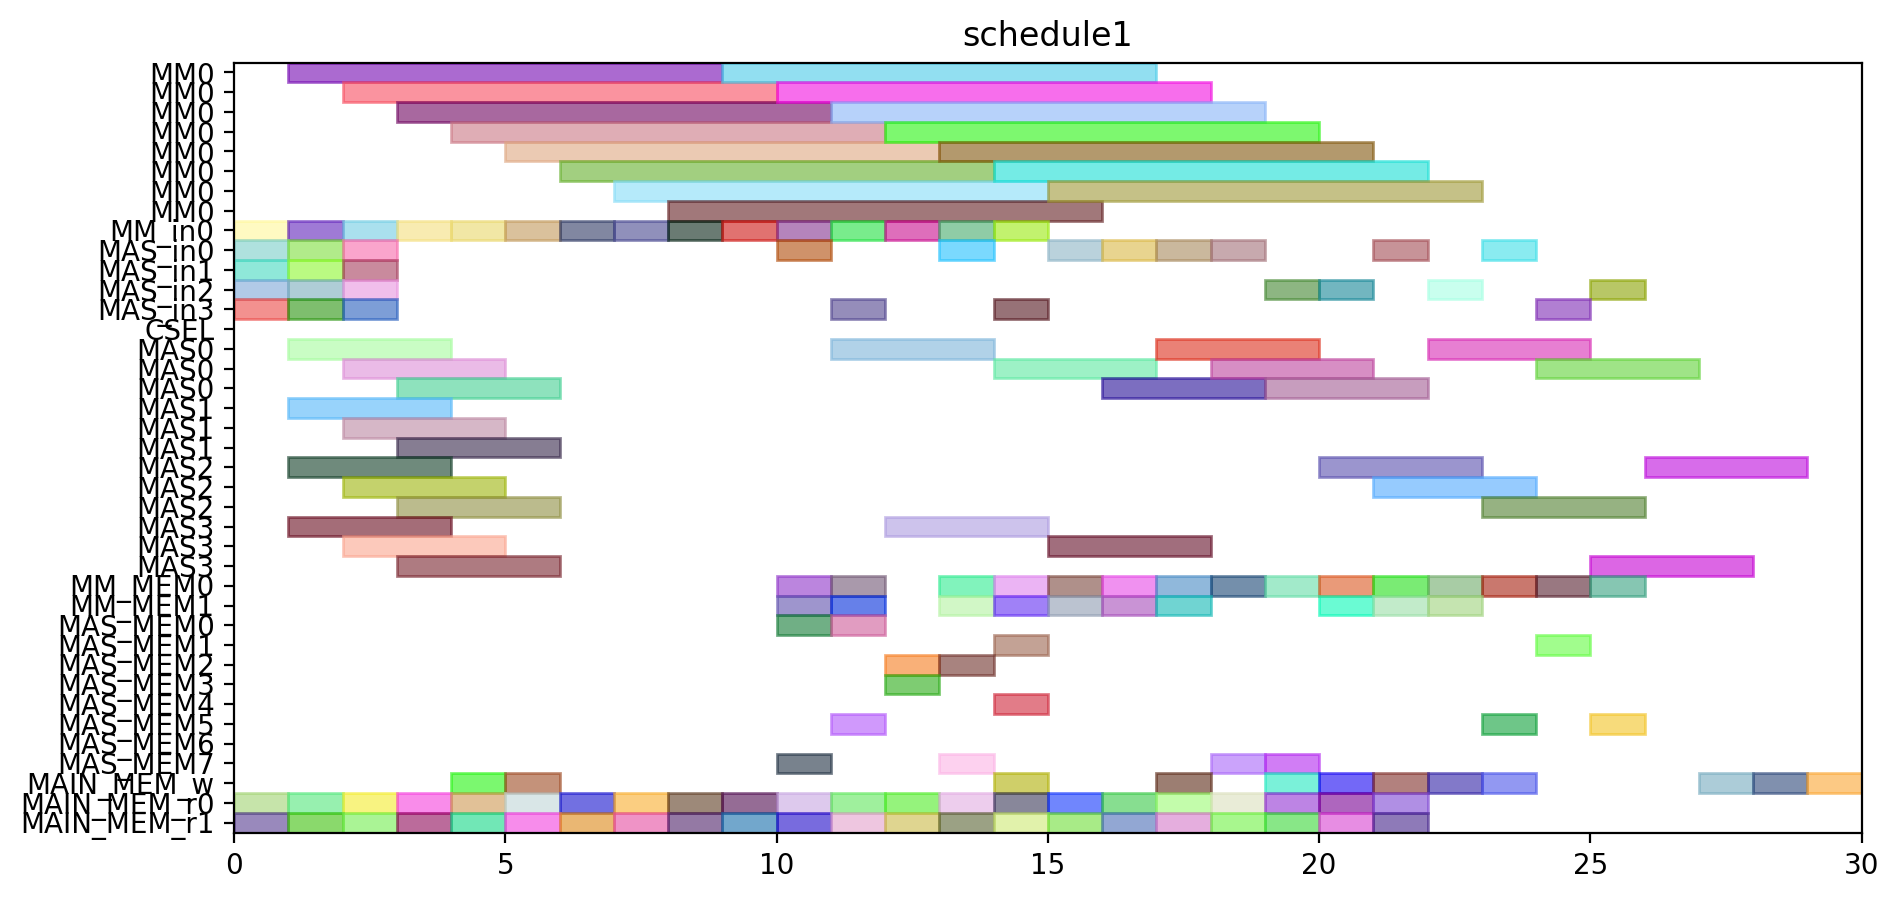 schedule1
MM0
MM0
MM0
MM0
MM0
MM0
MM0
MM0
MM_in0
MAS_in0
MAS_in1
MAS_in2
MAS_in3
CSEL
MAS0
MAS0
MAS0
MAS1
MAS1
MAS1
MAS2
MAS2
MAS2
MAS3
MAS3
MAS3
MM_MEM0
MM_MEM1
MAS_MEM0
MAS_MEM1
MAS_MEM2
MAS_MEM3
MAS_MEM4
MAS_MEM5
MAS_MEM6
MAS_MEM7
MAIN_MEM_w
MAIN_MEM_r0
MAIN_MEM_r1
0 5 10 15 20 25 30